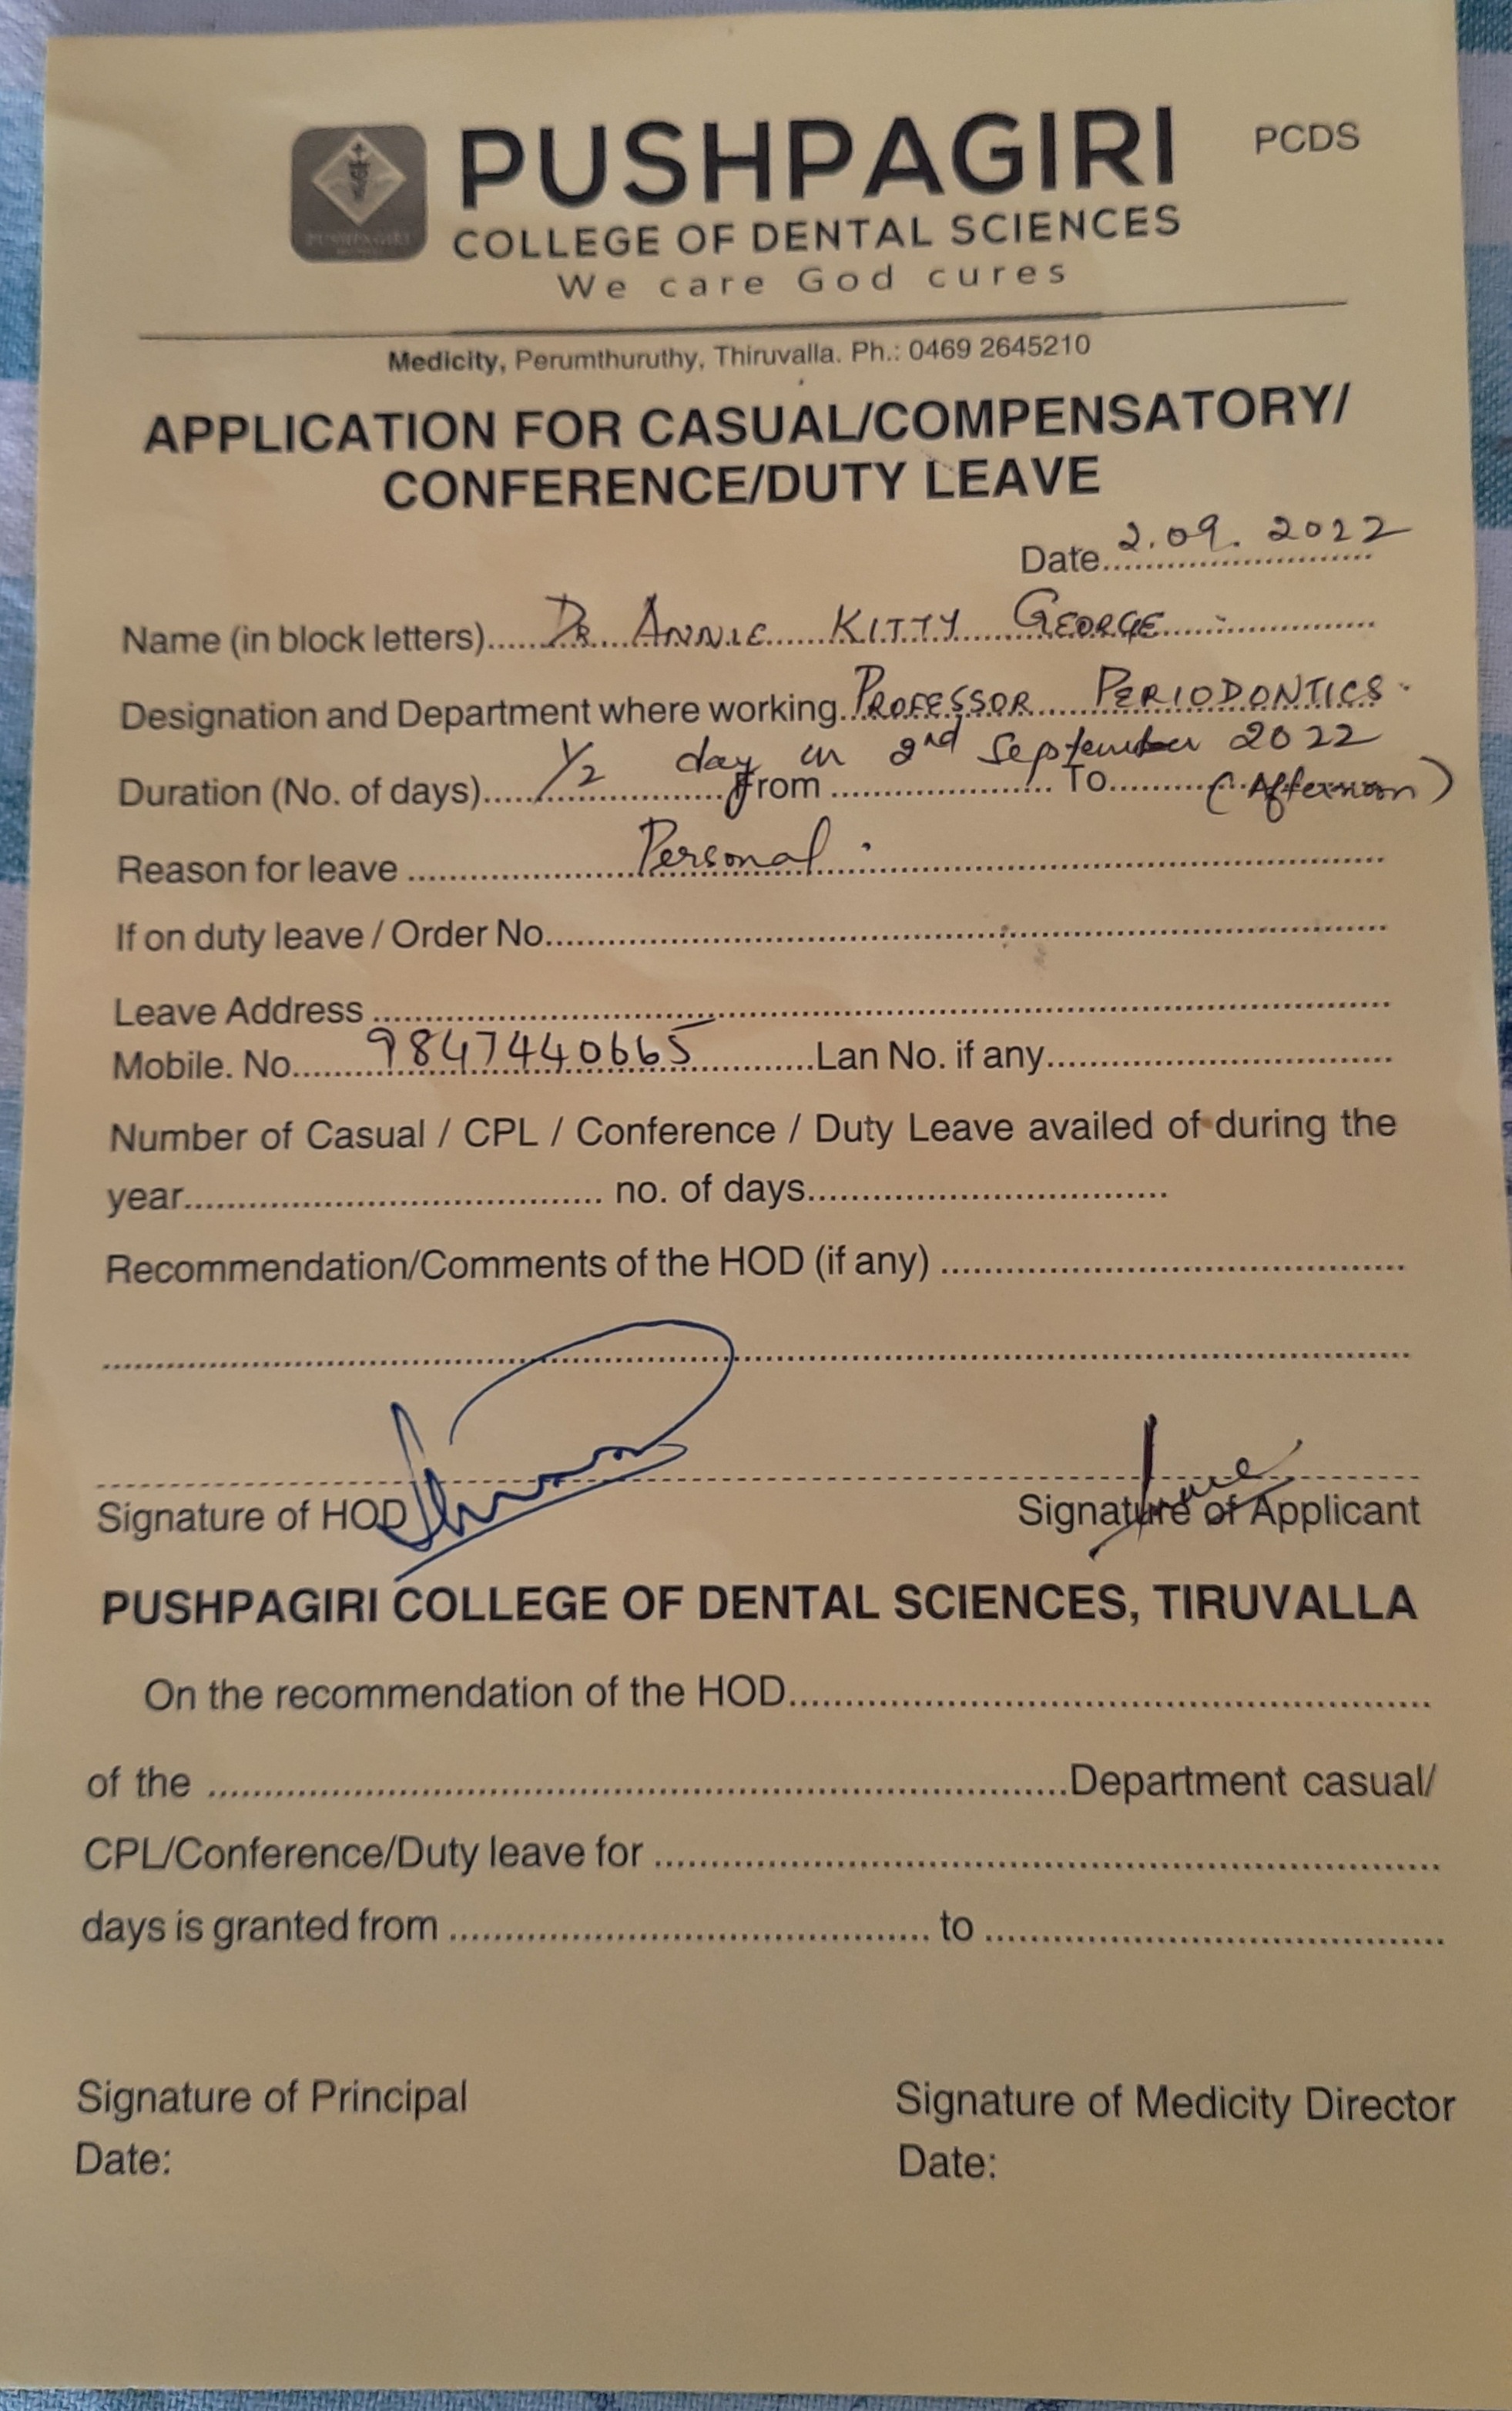 PUSHPAGIRI
PCDS
COLLEGE OF DENTAL SCIENCES
We care God cures
PUSHPAGIRI
Medicity, Perumthuruthy, Thiruvalla. Ph.: 0469 2645210
APPLICATION FOR CASUAL/COMPENSATORY/
CONFERENCE/DUTY LEAVE
Date 2.09.2022
Name (in block letters) DR ANNIE KITTY GEORGE
Designation and Department where working PROFESSOR PERIODONTICS
Duration (No. of days) 1/2 day on 2nd September 2022
From To (Afternoon)
Reason for leave Personal
If on duty leave / Order No.
Leave Address
Mobile. No. 9847440665 Lan No. if any
Number of Casual / CPL / Conference / Duty Leave availed of during the
year no. of days
Recommendation/Comments of the HOD (if any)
Signature of HOD Signature of Applicant
PUSHPAGIRI COLLEGE OF DENTAL SCIENCES, TIRUVALLA
On the recommendation of the HOD
of the Department casual/
CPL/Conference/Duty leave for
days is granted from to
Signature of Principal Signature of Medicity Director
Date: Date: